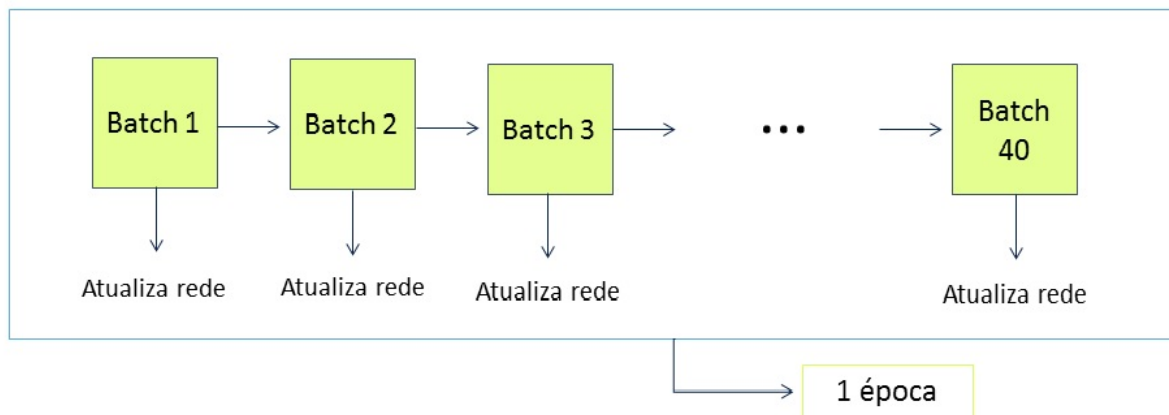 Batch 1
Batch 2
Batch 3
...
Batch
40
Atualiza rede
Atualiza rede
Atualiza rede
Atualiza rede
1 época